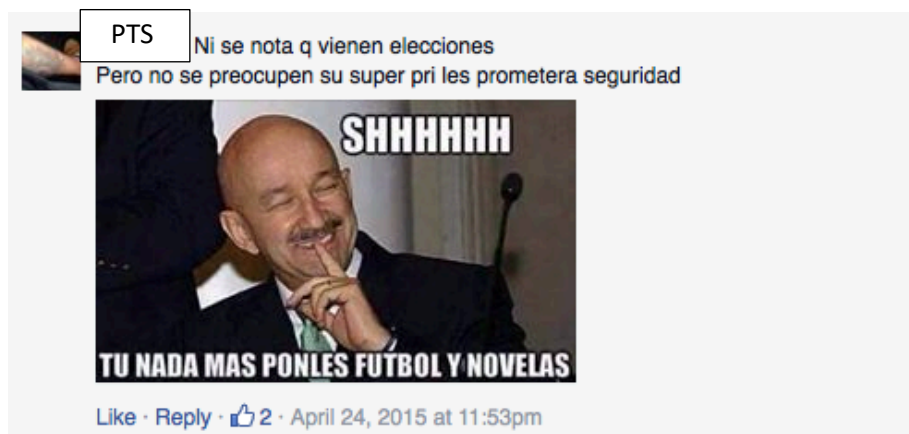 PTS
Ni se nota q vienen elecciones
Pero no se preocupen su super pri les prometera seguridad
SHHHHHH
TU NADA MAS PONLES FUTBOL Y NOVELAS
Like · Reply · 2 · April 24, 2015 at 11:53pm